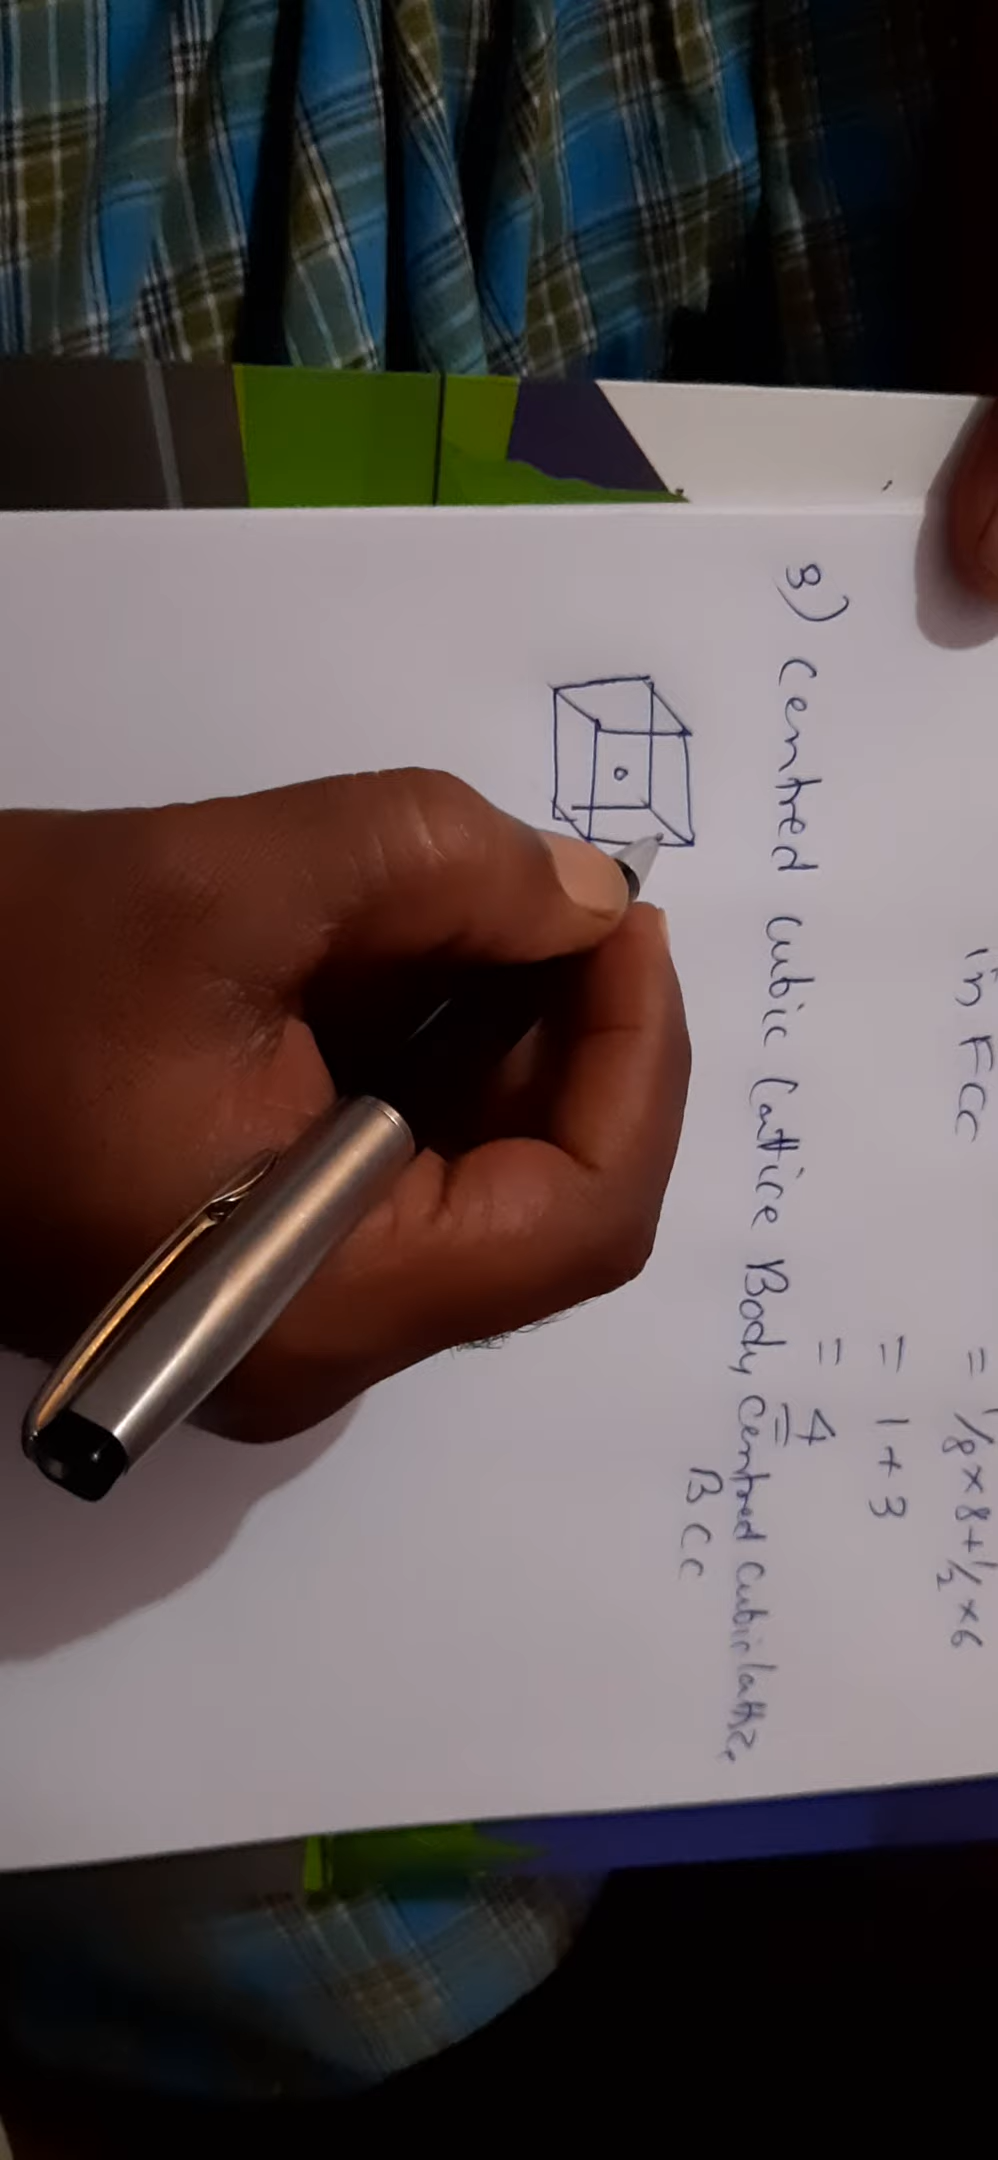 in Fcc = 1/8 × 8 + 1/2 × 6
= 1 + 3
= 4
3) Centred cubic Lattice Body centred cubic lattice
BCC